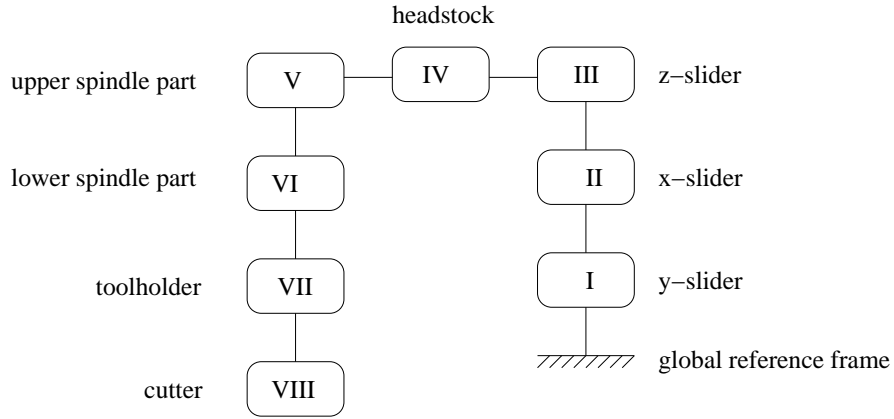 headstock
upper spindle part V IV III z−slider
lower spindle part VI II x−slider
toolholder VII I y−slider
global reference frame
cutter VIII